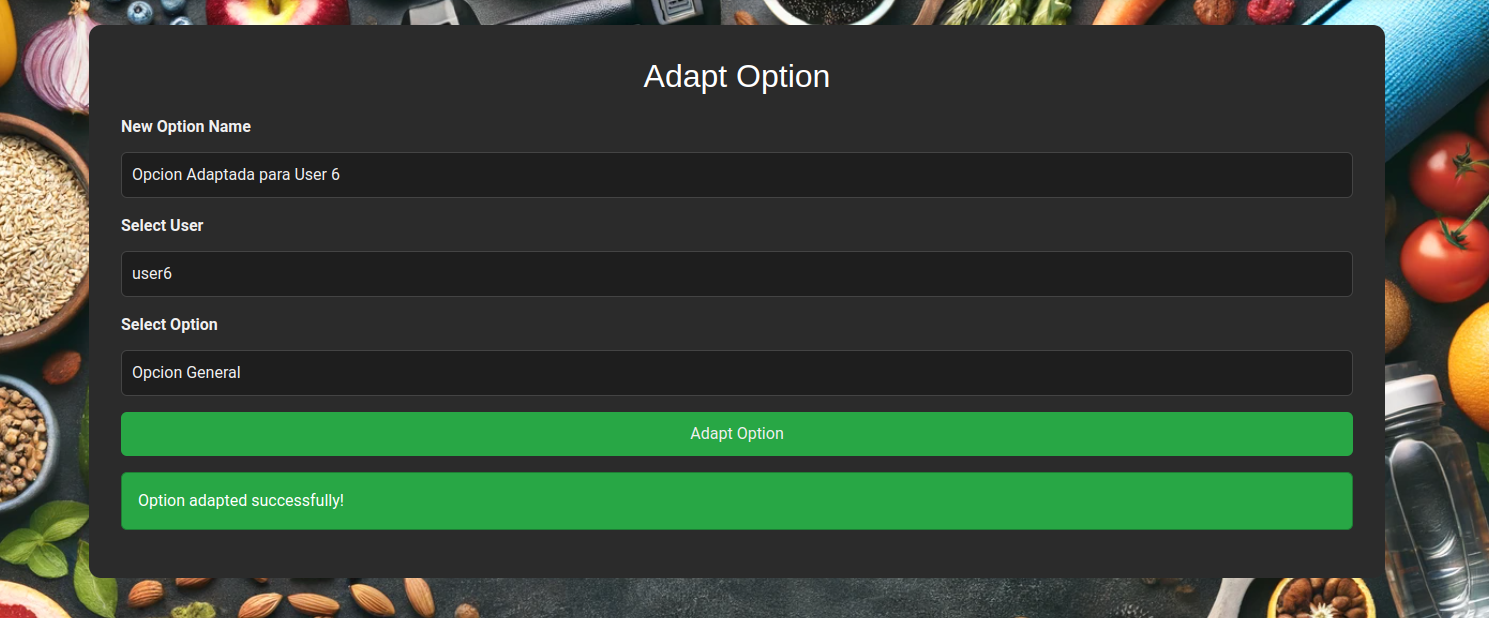 Adapt Option
New Option Name
Opcion Adaptada para User 6
Select User
user6
Select Option
Opcion General
Adapt Option
Option adapted successfully!